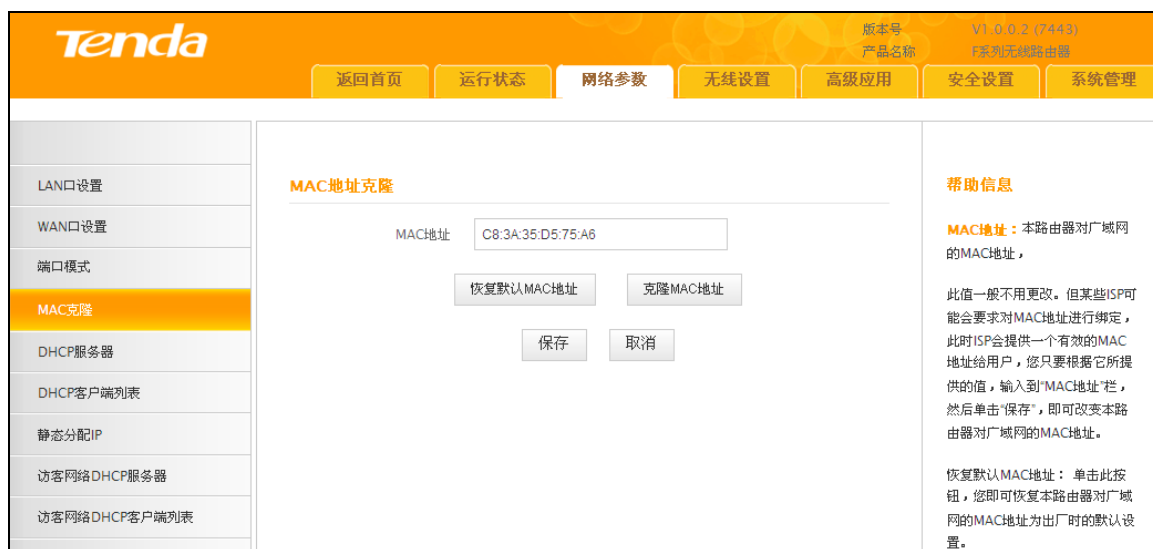 Tenda
版本号 V1.0.0.2 (7443)
产品名称 F系列无线路由器
返回首页 运行状态 网络参数 无线设置 高级应用 安全设置 系统管理
LAN口设置
WAN口设置
端口模式
MAC克隆
DHCP服务器
DHCP客户端列表
静态分配IP
访客网络DHCP服务器
访客网络DHCP客户端列表
MAC地址克隆
MAC地址 C8:3A:35:D5:75:A6
恢复默认MAC地址 克隆MAC地址
保存 取消
帮助信息
MAC地址：本路由器对广域网
的MAC地址，
此值一般不用更改。但某些ISP可
能会要求对MAC地址进行绑定，
此时ISP会提供一个有效的MAC
地址给用户，您只要根据它所提
供的值，输入到“MAC地址”栏，
然后单击“保存”，即可改变本路
由器对广域网的MAC地址。
恢复默认MAC地址： 单击此按
钮，您即可恢复本路由器对广域
网的MAC地址为出厂时的默认设
置。